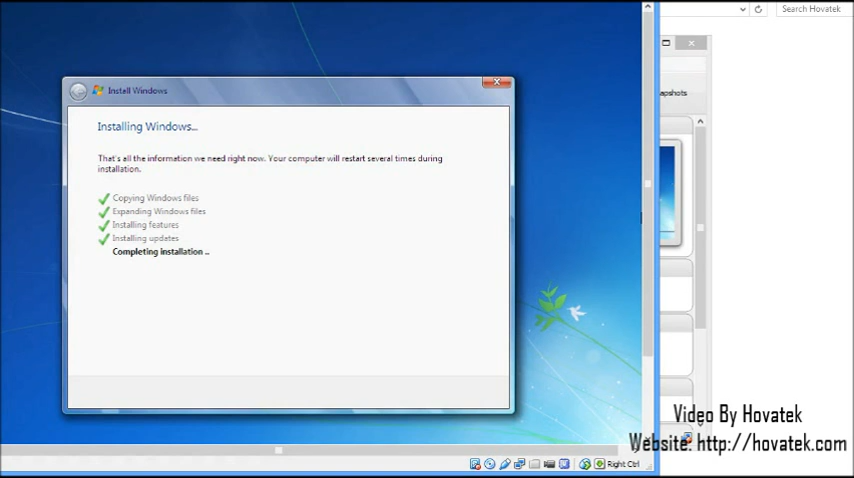 Search Hovatek
Install Windows
apshots
Installing Windows...
That's all the information we need right now. Your computer will restart several times during
installation.
Copying Windows files
Expanding Windows files
Installing features
Installing updates
Completing installation ..
Video By Hovatek
Website: http://hovatek.com
Right Ctrl